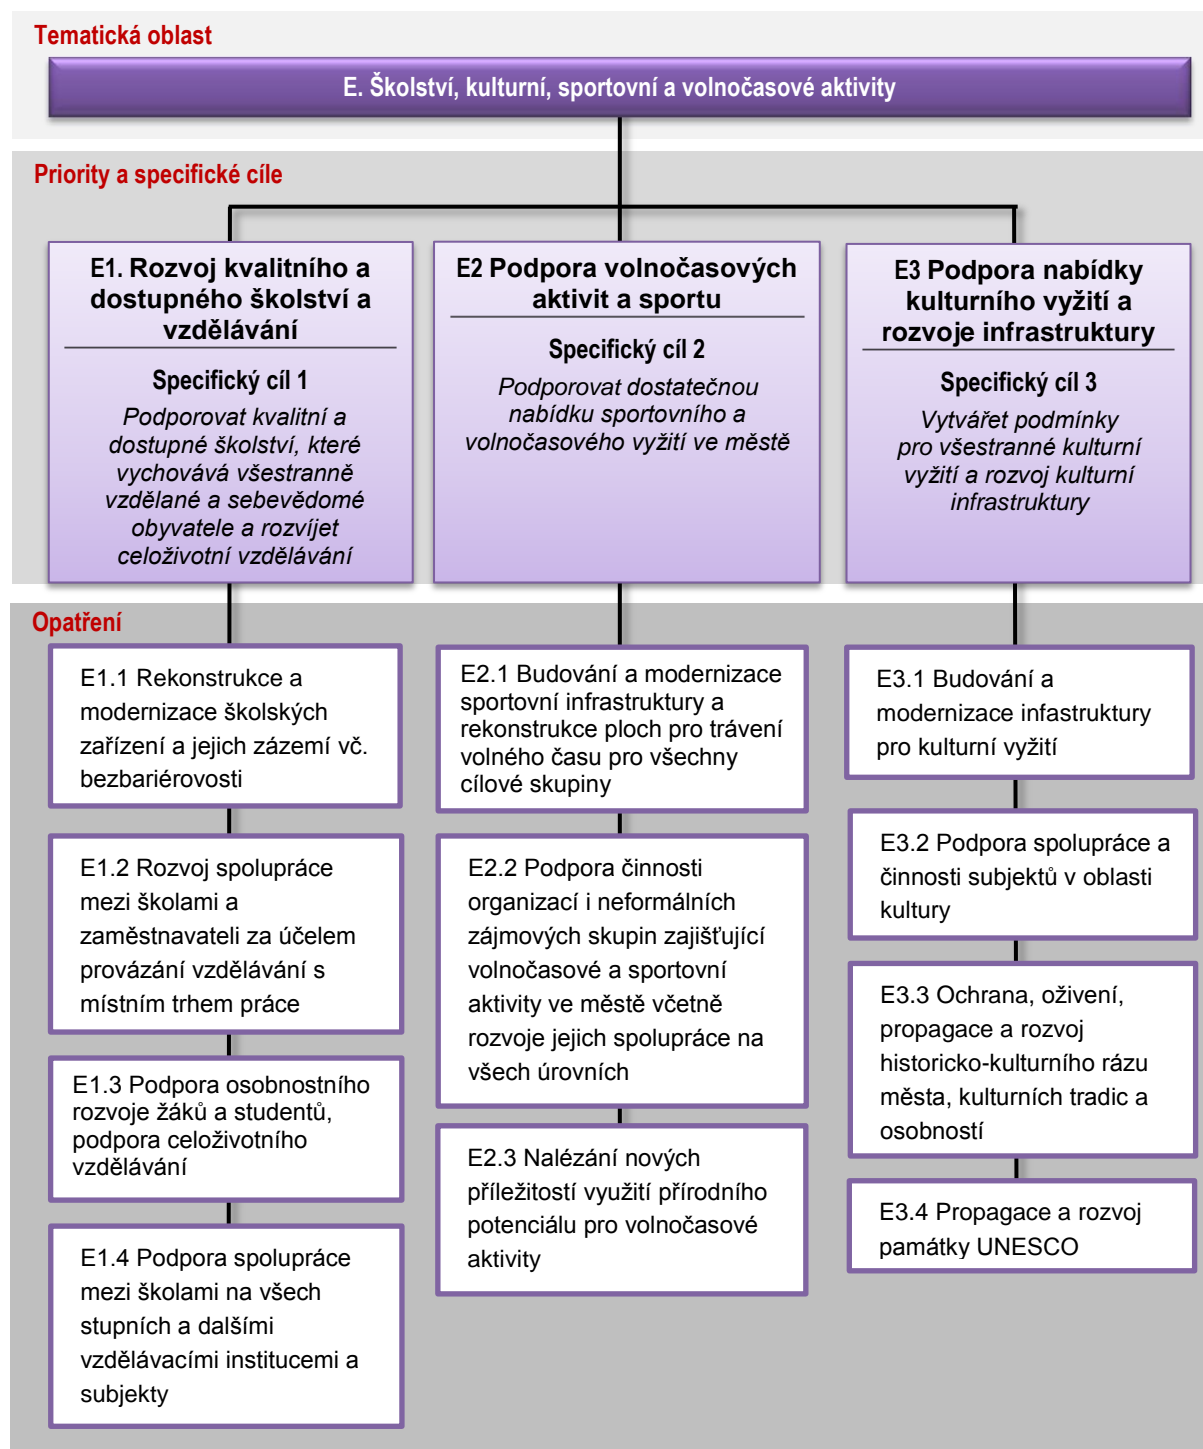 Tematická oblast
E. Školství, kulturní, sportovní a volnočasové aktivity
Priority a specifické cíle
E1. Rozvoj kvalitního a
dostupného školství a
vzdělávání
Specifický cíl 1
Podporovat kvalitní a
dostupné školství, které
vychovává všestranně
vzdělané a sebevědomé
obyvatele a rozvíjet
celoživotní vzdělávání
E2 Podpora volnočasových
aktivit a sportu
Specifický cíl 2
Podporovat dostatečnou
nabídku sportovního a
volnočasového vyžití ve městě
E3 Podpora nabídky
kulturního vyžití a
rozvoje infrastruktury
Specifický cíl 3
Vytvářet podmínky
pro všestranné kulturní
vyžití a rozvoj kulturní
infrastruktury
Opatření
E1.1 Rekonstrukce a
modernizace školských
zařízení a jejich zázemí vč.
bezbariérovosti
E1.2 Rozvoj spolupráce
mezi školami a
zaměstnavateli za účelem
provázání vzdělávání s
místním trhem práce
E1.3 Podpora osobnostního
rozvoje žáků a studentů,
podpora celoživotního
vzdělávání
E1.4 Podpora spolupráce
mezi školami na všech
stupních a dalšími
vzdělávacími institucemi a
subjekty
E2.1 Budování a modernizace
sportovní infrastruktury a
rekonstrukce ploch pro trávení
volného času pro všechny
cílové skupiny
E2.2 Podpora činnosti
organizací i neformálních
zájmových skupin zajišťující
volnočasové a sportovní
aktivity ve městě včetně
rozvoje jejich spolupráce na
všech úrovních
E2.3 Nalézání nových
příležitostí využití přírodního
potenciálu pro volnočasové
aktivity
E3.1 Budování a
modernizace infastruktury
pro kulturní vyžití
E3.2 Podpora spolupráce a
činnosti subjektů v oblasti
kultury
E3.3 Ochrana, oživení,
propagace a rozvoj
historicko-kulturního rázu
města, kulturních tradic a
osobností
E3.4 Propagace a rozvoj
památky UNESCO